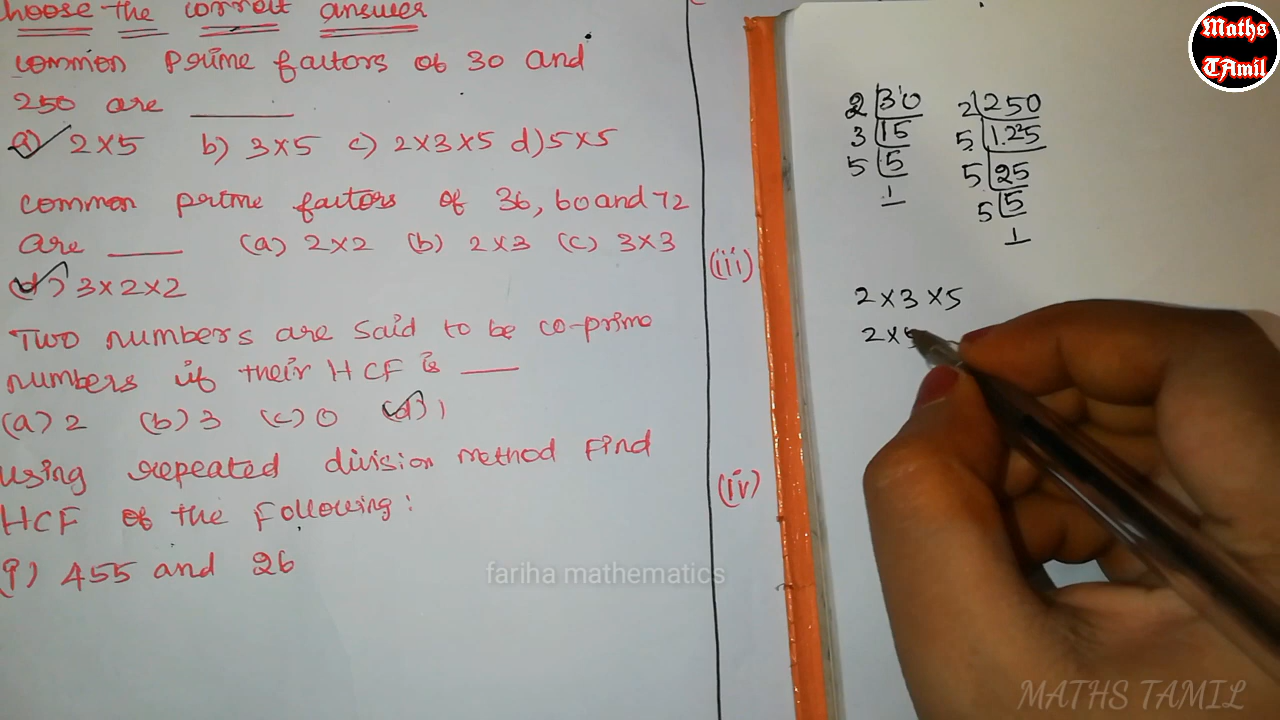 hoose the correct answer
common prime factors of 30 and
250 are ______
a) 2×5 b) 3×5 c) 2×3×5 d) 5×5
common prime factors of 36, 60 and 72
are ____ (a) 2×2 (b) 2×3 (c) 3×3
(d) 3×2×2
Two numbers are said to be co-prime
numbers if their HCF is ___
(a) 2 (b) 3 (c) 0 (d) 1
using repeated division method Find
HCF of the Following:
i) 455 and 26
fariha mathematics
(iii)
(iv)
2 30
3 15
5 5
1
2 250
5 125
5 25
5 5
1
2×3×5
2×5
Maths
TAmil
MATHS TAMIL